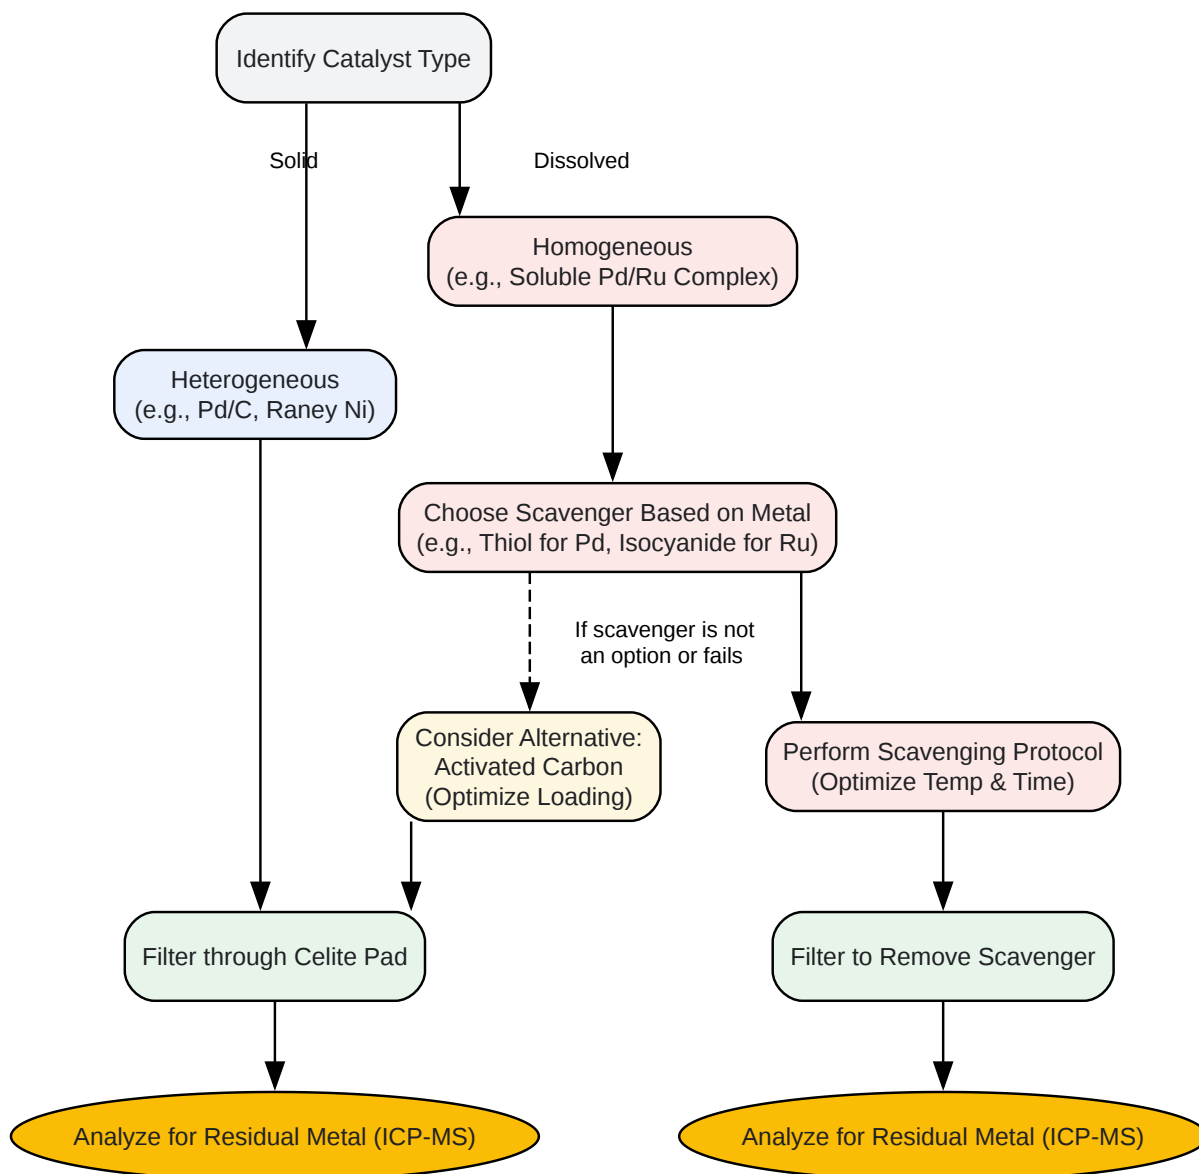 Identify Catalyst Type
Solid
Dissolved
Homogeneous
(e.g., Soluble Pd/Ru Complex)
Heterogeneous
(e.g., Pd/C, Raney Ni)
Choose Scavenger Based on Metal
(e.g., Thiol for Pd, Isocyanide for Ru)
If scavenger is not
an option or fails
Consider Alternative:
Activated Carbon
(Optimize Loading)
Perform Scavenging Protocol
(Optimize Temp & Time)
Filter through Celite Pad
Filter to Remove Scavenger
Analyze for Residual Metal (ICP-MS)
Analyze for Residual Metal (ICP-MS)